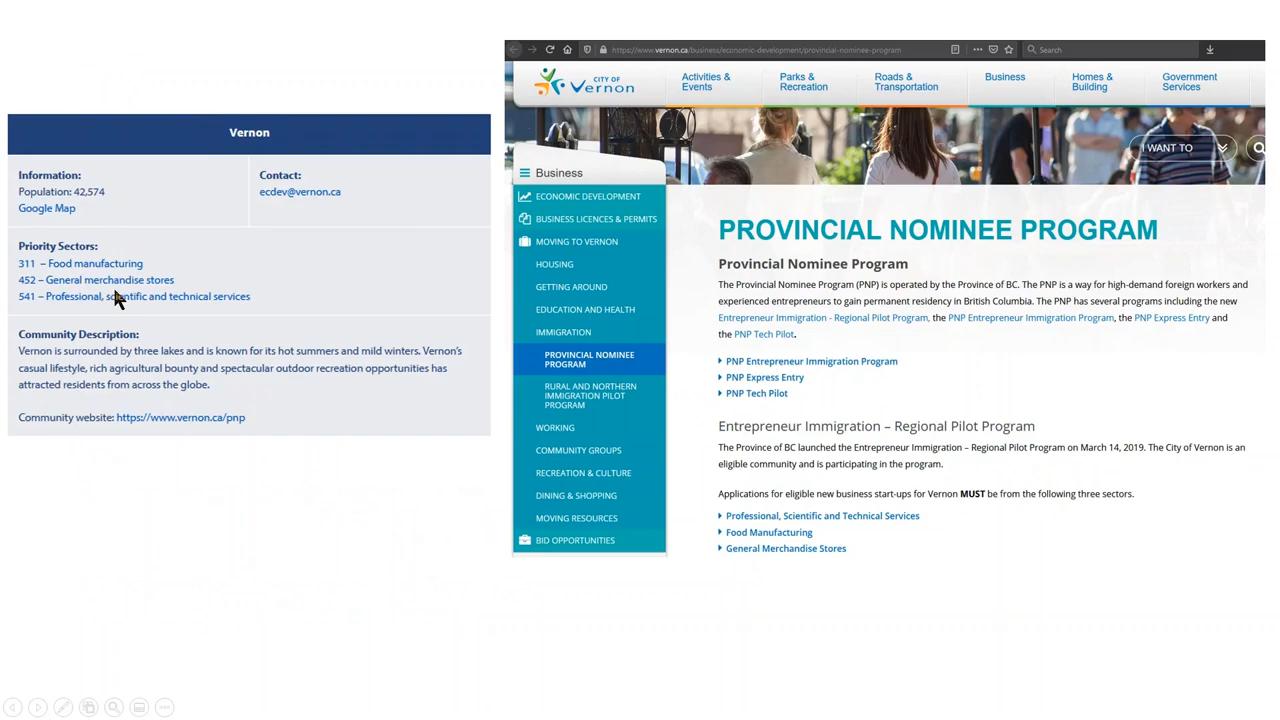 Vernon
Information:
Population: 42,574
Google Map
Contact:
ecdev@vernon.ca
Priority Sectors:
311 – Food manufacturing
452 – General merchandise stores
541 – Professional, scientific and technical services
Community Description:
Vernon is surrounded by three lakes and is known for its hot summers and mild winters. Vernon's
casual lifestyle, rich agricultural bounty and spectacular outdoor recreation opportunities has
attracted residents from across the globe.
Community website: https://www.vernon.ca/pnp
https://www.vernon.ca/business/economic-development/provincial-nominee-program
Search
CITY OF
Vernon
Activities &
Events
Parks &
Recreation
Roads &
Transportation
Business
Homes &
Building
Government
Services
I WANT TO
Business
ECONOMIC DEVELOPMENT
BUSINESS LICENCES & PERMITS
MOVING TO VERNON
HOUSING
GETTING AROUND
EDUCATION AND HEALTH
IMMIGRATION
PROVINCIAL NOMINEE
PROGRAM
RURAL AND NORTHERN
IMMIGRATION PILOT
PROGRAM
WORKING
COMMUNITY GROUPS
RECREATION & CULTURE
DINING & SHOPPING
MOVING RESOURCES
BID OPPORTUNITIES
PROVINCIAL NOMINEE PROGRAM
Provincial Nominee Program
The Provincial Nominee Program (PNP) is operated by the Province of BC. The PNP is a way for high-demand foreign workers and
experienced entrepreneurs to gain permanent residency in British Columbia. The PNP has several programs including the new
Entrepreneur Immigration - Regional Pilot Program, the PNP Entrepreneur Immigration Program, the PNP Express Entry and
the PNP Tech Pilot.
PNP Entrepreneur Immigration Program
PNP Express Entry
PNP Tech Pilot
Entrepreneur Immigration – Regional Pilot Program
The Province of BC launched the Entrepreneur Immigration – Regional Pilot Program on March 14, 2019. The City of Vernon is an
eligible community and is participating in the program.
Applications for eligible new business start-ups for Vernon MUST be from the following three sectors.
Professional, Scientific and Technical Services
Food Manufacturing
General Merchandise Stores